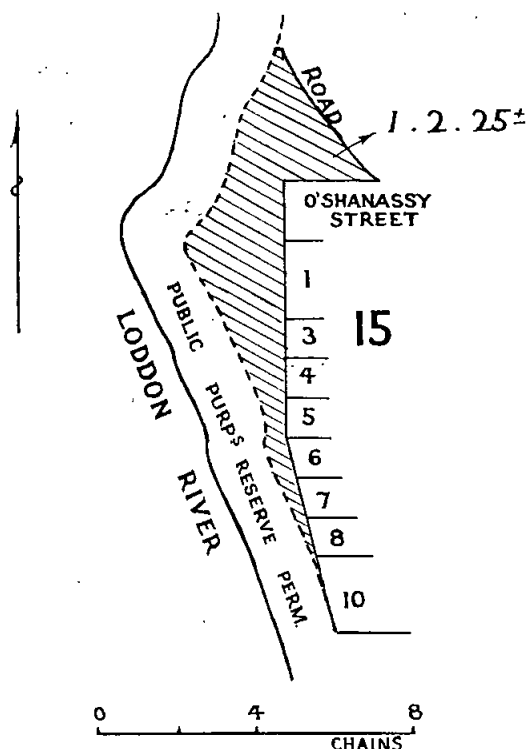 ROAD
1 . 2 . 25±
O'SHANASSY
STREET
1
15
3
4
5
6
7
8
10
PUBLIC PURPS RESERVE PERM.
LODDON RIVER
0 4 8
CHAINS